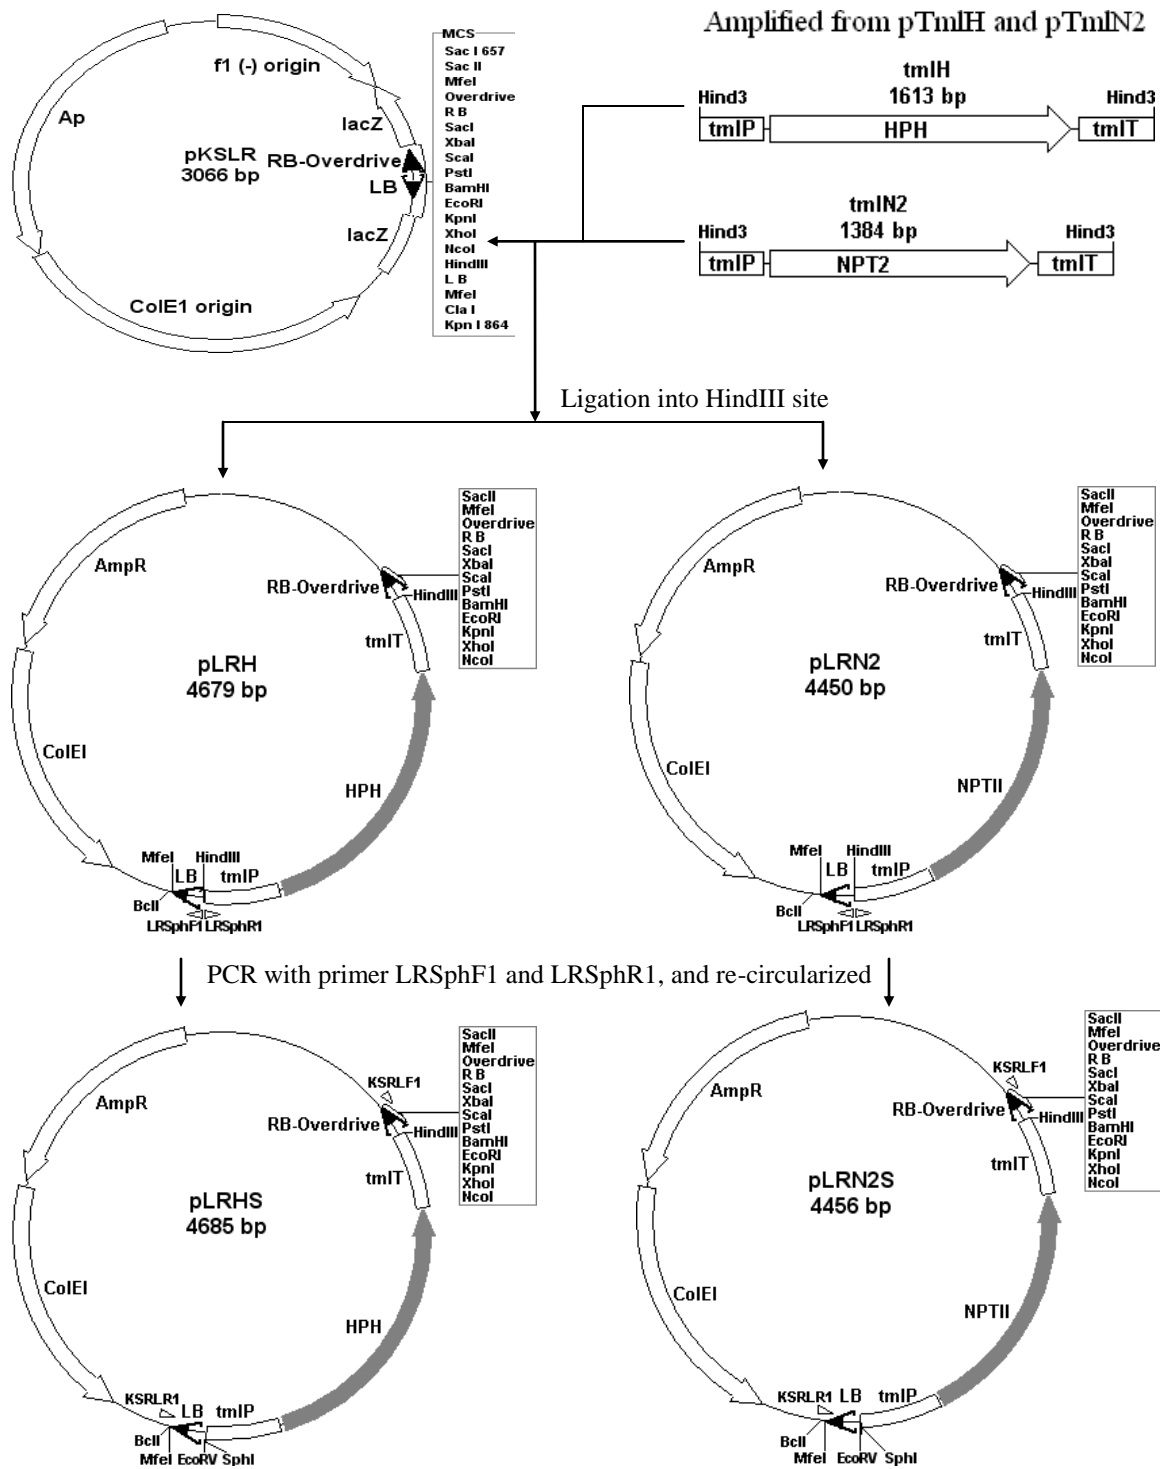 Amplified from pTmlH and pTmlN2
f1 (-) origin
Ap
lacZ
pKSLR
3066 bp
RB-Overdrive
LB
lacZ
ColE1 origin
MCS
Sac I 657
Sac II
MfeI
Overdrive
R B
SacI
XbaI
ScaI
PstI
BamHI
EcoRI
KpnI
XhoI
NcoI
HindIII
L B
MfeI
Cla I
Kpn I 864
tmlH
1613 bp
Hind3
Hind3
tmlP
HPH
tmlT
tmlN2
1384 bp
Hind3
Hind3
tmlP
NPT2
tmlT
Ligation into HindIII site
AmpR
RB-Overdrive
HindIII
tmlT
pLRH
4679 bp
ColEI
HPH
MfeI
HindIII
LB
tmlP
BclI
LRSphF1
LRSphR1
SacII
MfeI
Overdrive
R B
SacI
XbaI
ScaI
PstI
BamHI
EcoRI
KpnI
XhoI
NcoI
AmpR
RB-Overdrive
HindIII
tmlT
pLRN2
4450 bp
ColEI
NPTII
MfeI
HindIII
LB
tmlP
BclI
LRSphF1
LRSphR1
SacII
MfeI
Overdrive
R B
SacI
XbaI
ScaI
PstI
BamHI
EcoRI
KpnI
XhoI
NcoI
PCR with primer LRSphF1 and LRSphR1, and re-circularized
AmpR
KSRLF1
RB-Overdrive
HindIII
tmlT
pLRHS
4685 bp
ColEI
HPH
KSRLR1
LB
tmlP
BclI
MfeI
EcoRV
SphI
SacII
MfeI
Overdrive
R B
SacI
XbaI
ScaI
PstI
BamHI
EcoRI
KpnI
XhoI
NcoI
AmpR
KSRLF1
RB-Overdrive
HindIII
tmlT
pLRN2S
4456 bp
ColEI
NPTII
KSRLR1
LB
tmlP
BclI
MfeI
EcoRV
SphI
SacII
MfeI
Overdrive
R B
SacI
XbaI
ScaI
PstI
BamHI
EcoRI
KpnI
XhoI
NcoI